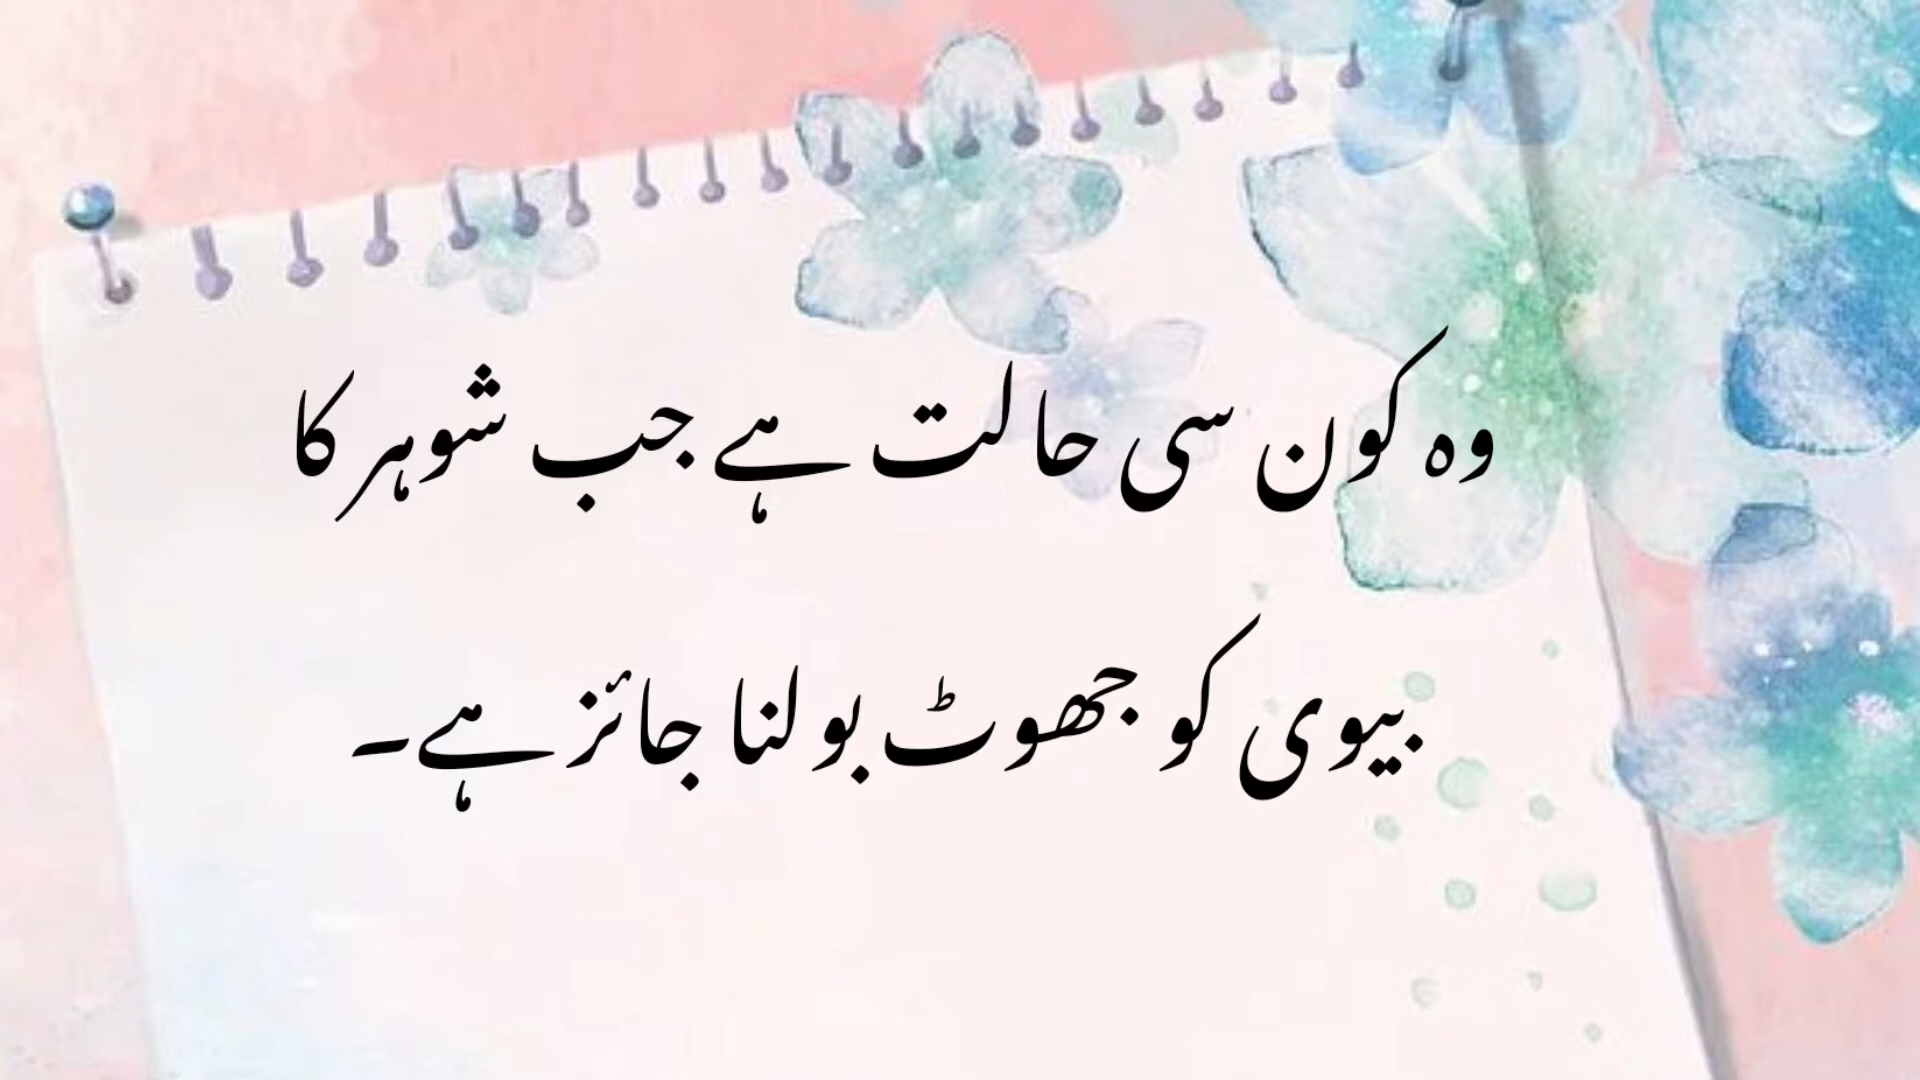 وہ کون سی حالت ہے جب شوہر کا
بیوی کو جھوٹ بولنا جائز ہے۔